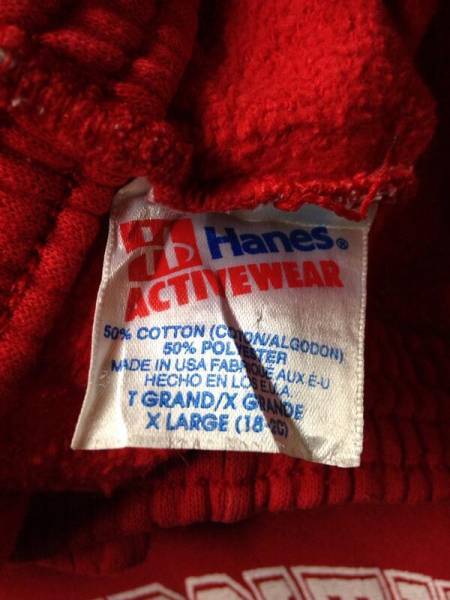 Hanes®
ACTIVEWEAR
50% COTTON (COTON/ALGODON)
50% POLYESTER
MADE IN USA FABRIQUE AUX É-U
HECHO EN LOS E.U.A.
T GRAND/X GRANDE
X LARGE (18-20)